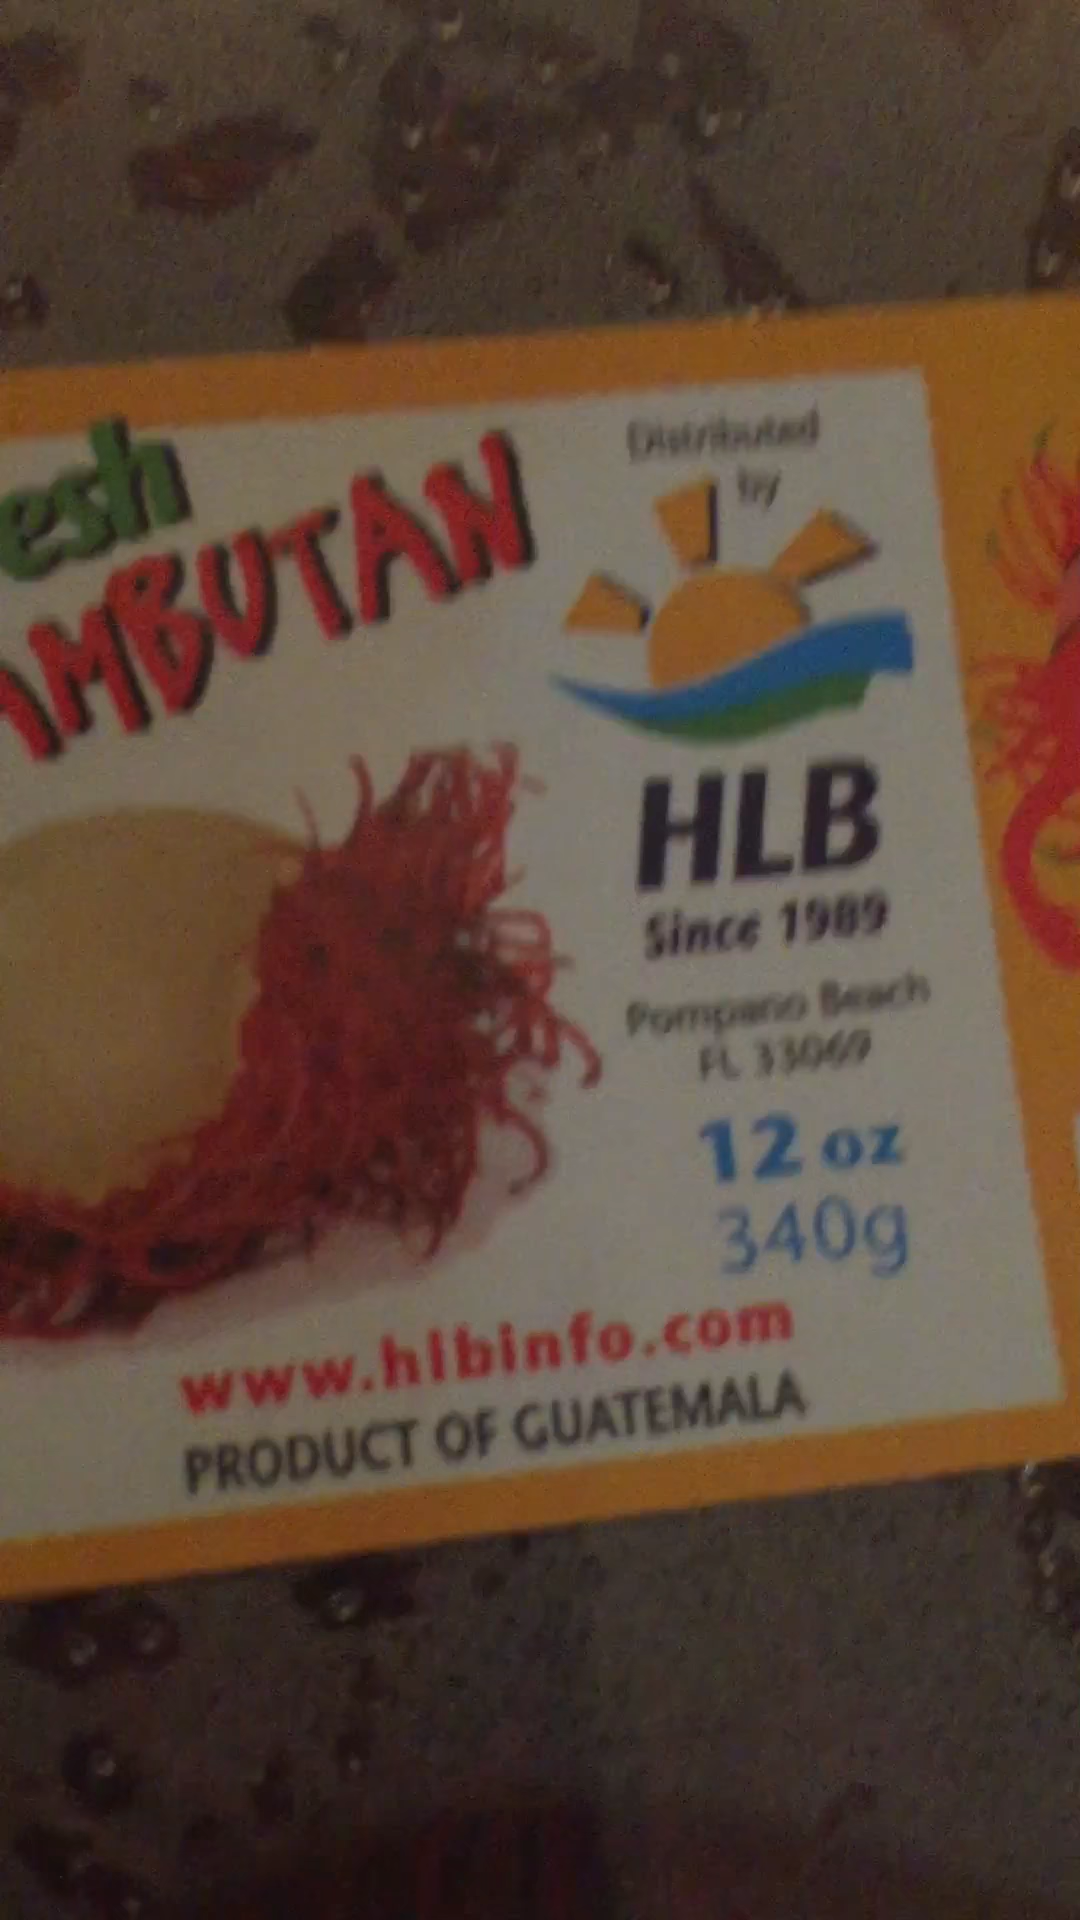 esh
AMBUTAN
Distributed
by
HLB
Since 1989
Pompano Beach
FL 33069
12 oz
340g
www.hlbinfo.com
PRODUCT OF GUATEMALA